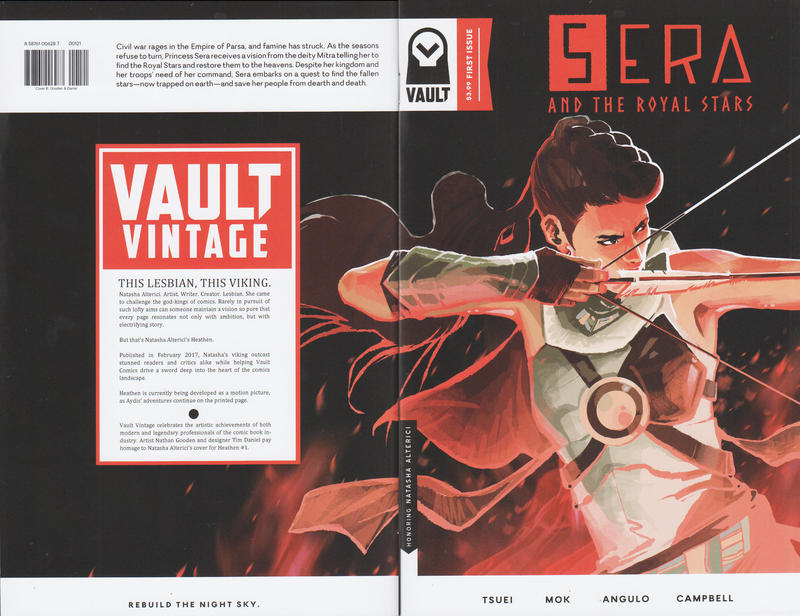 8 58761 00628 7 00121
Cover B: Gooden & Daniel
Civil war rages in the Empire of Parsa, and famine has struck. As the seasons
refuse to turn, Princess Sera receives a vision from the deity Mitra telling her to
find the Royal Stars and restore them to the heavens. Despite her kingdom and
her troops' need of her command, Sera embarks on a quest to find the fallen
stars—now trapped on earth—and save her people from dearth and death.
VAULT
VINTAGE
THIS LESBIAN, THIS VIKING.
Natasha Alterici. Artist. Writer. Creator. Lesbian. She came
to challenge the god-kings of comics. Rarely in pursuit of
such lofty aims can someone maintain a vision so pure that
every page resonates not only with ambition, but with
electrifying story.
But that's Natasha Alterici's Heathen.
Published in February 2017, Natasha's viking outcast
stunned readers and critics alike while helping Vault
Comics drive a sword deep into the heart of the comics
landscape.
Heathen is currently being developed as a motion picture,
as Aydis' adventures continue on the printed page.
Vault Vintage celebrates the artistic achievements of both
modern and legendary professionals of the comic book in-
dustry. Artist Nathan Gooden and designer Tim Daniel pay
homage to Natasha Alterici's cover for Heathen #1.
REBUILD THE NIGHT SKY.
VAULT
$3.99 FIRST ISSUE
SERA
AND THE ROYAL STARS
HONORING NATASHA ALTERICI
TSUEI MOK ANGULO CAMPBELL